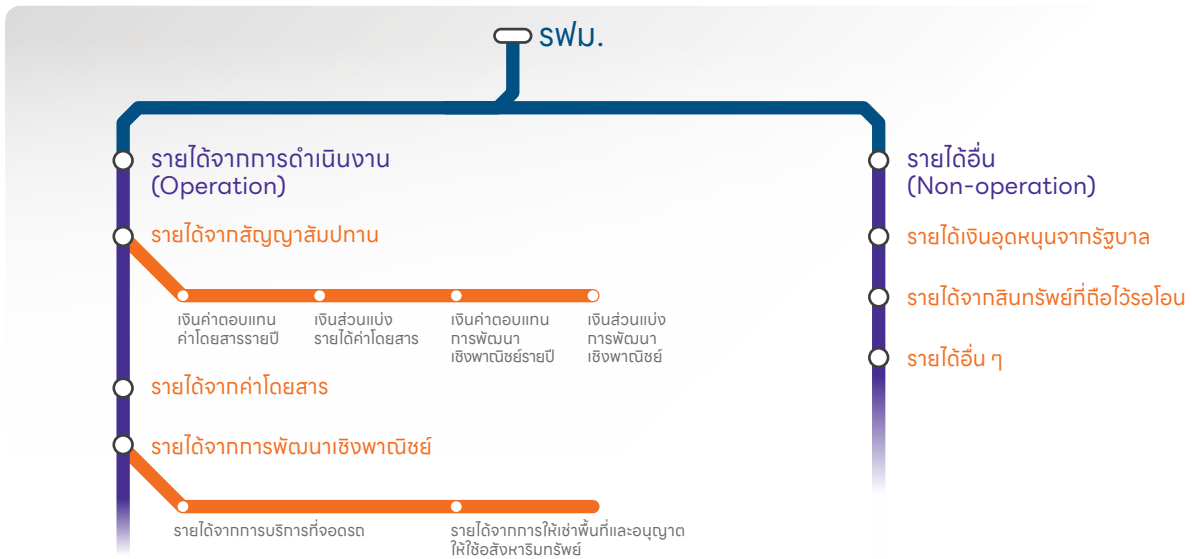 รฟม.
รายได้จากการดำเนินงาน
(Operation)
รายได้จากสัญญาสัมปทาน
เงินค่าตอบแทน
ค่าโดยสารรายปี
เงินส่วนแบ่ง
รายได้ค่าโดยสาร
เงินค่าตอบแทน
การพัฒนา
เชิงพาณิชย์รายปี
เงินส่วนแบ่ง
การพัฒนา
เชิงพาณิชย์
รายได้จากค่าโดยสาร
รายได้จากการพัฒนาเชิงพาณิชย์
รายได้จากการบริการที่จอดรถ
รายได้จากการให้เช่าพื้นที่และอนุญาต
ให้ใช้อสังหาริมทรัพย์
รายได้อื่น
(Non-operation)
รายได้เงินอุดหนุนจากรัฐบาล
รายได้จากสินทรัพย์ที่ถือไว้รอโอน
รายได้อื่น ๆ